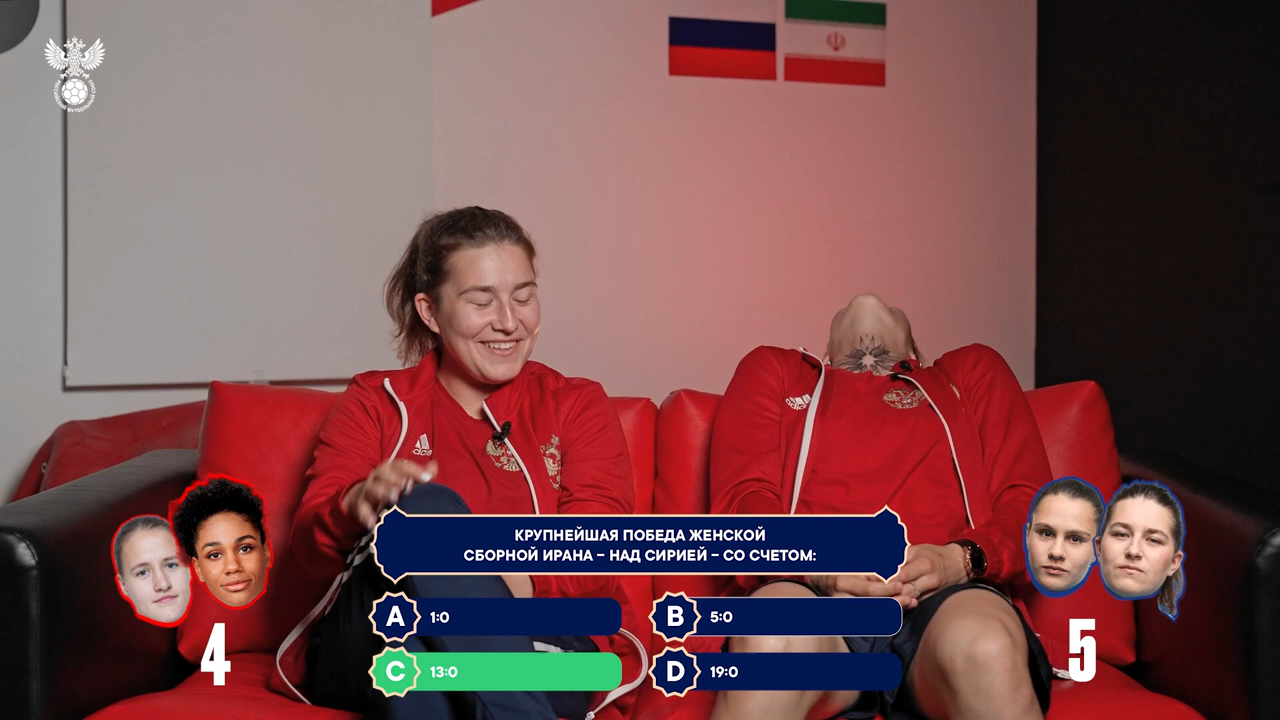 КРУПНЕЙШАЯ ПОБЕДА ЖЕНСКОЙ
СБОРНОЙ ИРАНА – НАД СИРИЕЙ – СО СЧЕТОМ:
A 1:0
B 5:0
C 13:0
D 19:0
4
5
adidas